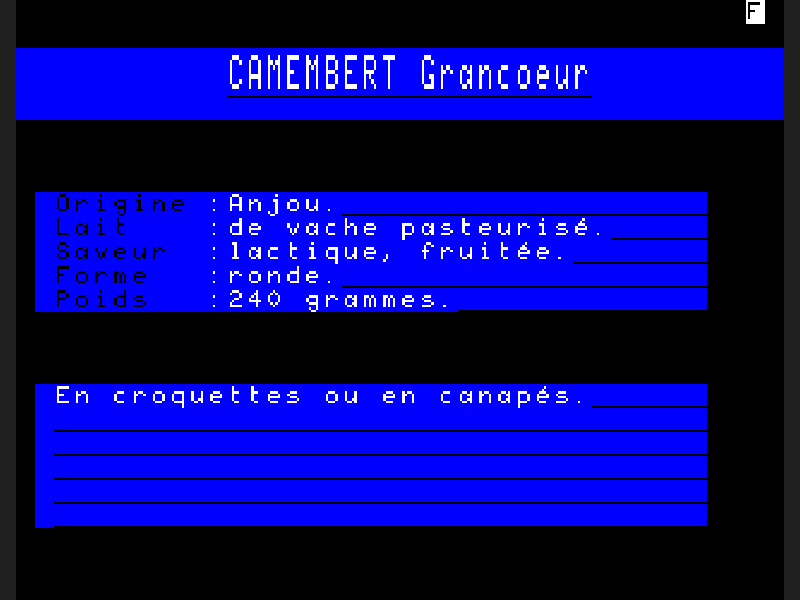 F
CAMEMBERT Grancoeur
Origine :Anjou.
Lait :de vache pasteurisé.
Saveur :lactique, fruitée.
Forme :ronde.
Poids :240 grammes.
En croquettes ou en canapés.